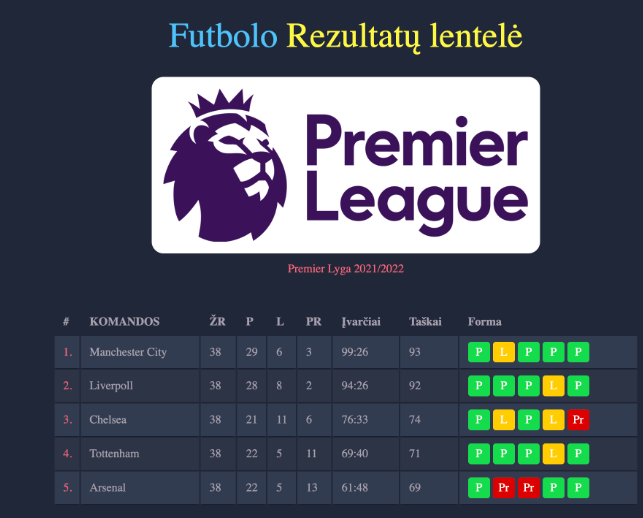 Futbolo Rezultatų lentelė
Premier
League
Premier Lyga 2021/2022
# KOMANDOS ŽR P L PR Įvarčiai Taškai Forma
1. Manchester City 38 29 6 3 99:26 93 P L P P P
2. Liverpoll 38 28 8 2 94:26 92 P P P L P
3. Chelsea 38 21 11 6 76:33 74 P L P L Pr
4. Tottenham 38 22 5 11 69:40 71 P P P L P
5. Arsenal 38 22 5 13 61:48 69 P Pr Pr P P